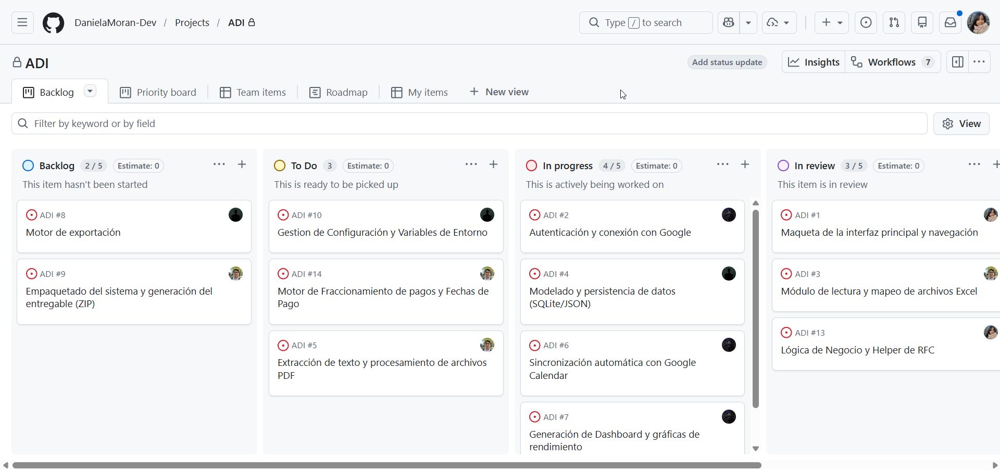 DanielaMoran-Dev / Projects / ADI
Type / to search
ADI
Add status update
Insights
Workflows 7
Backlog
Priority board
Team items
Roadmap
My items
New view
Filter by keyword or by field
View
Backlog 2 / 5 Estimate: 0
This item hasn't been started
ADI #8
Motor de exportación
ADI #9
Empaquetado del sistema y generación del
entregable (ZIP)
To Do 3 Estimate: 0
This is ready to be picked up
ADI #10
Gestion de Configuración y Variables de Entorno
ADI #14
Motor de Fraccionamiento de pagos y Fechas de
Pago
ADI #5
Extracción de texto y procesamiento de archivos
PDF
In progress 4 / 5 Estimate: 0
This is actively being worked on
ADI #2
Autenticación y conexión con Google
ADI #4
Modelado y persistencia de datos
(SQLite/JSON)
ADI #6
Sincronización automática con Google
Calendar
ADI #7
Generación de Dashboard y gráficas de
rendimiento
In review 3 / 5 Estimate: 0
This item is in review
ADI #1
Maqueta de la interfaz principal y navegación
ADI #3
Módulo de lectura y mapeo de archivos Excel
ADI #13
Lógica de Negocio y Helper de RFC